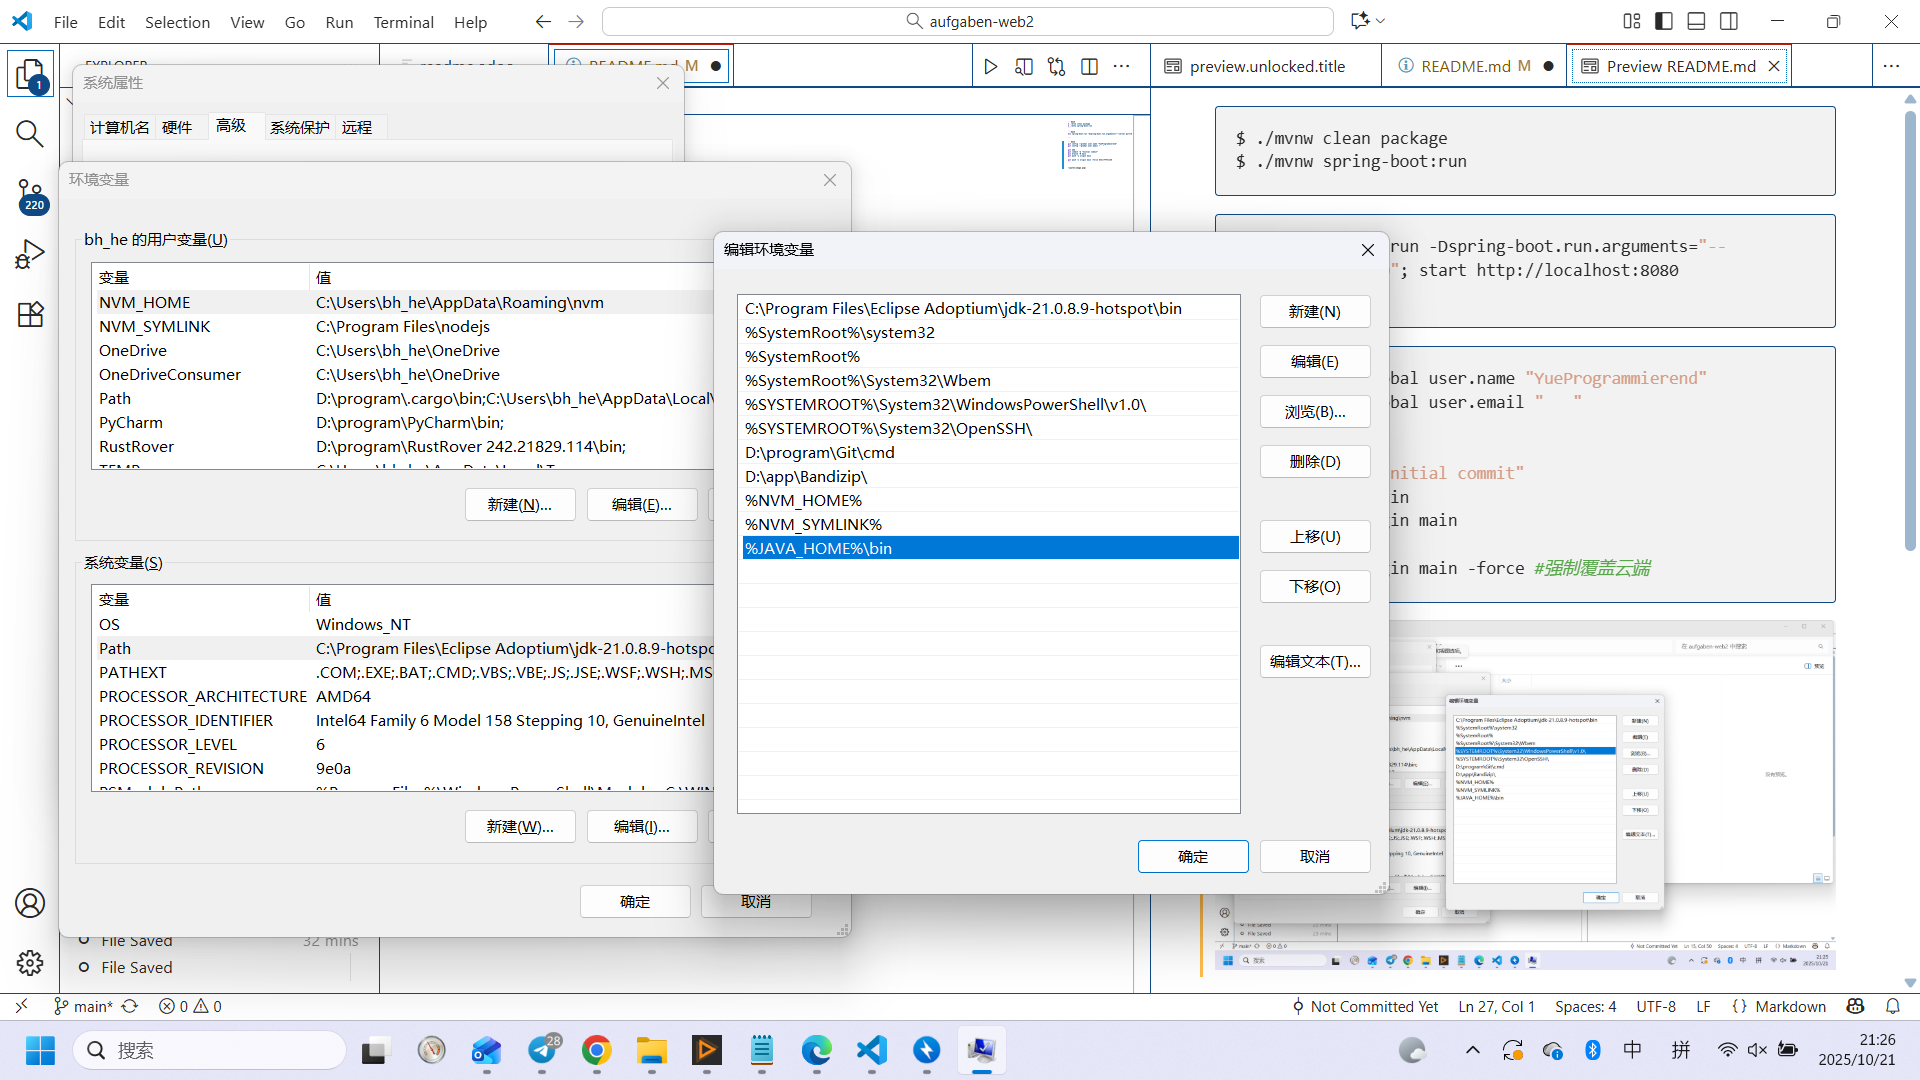 File Edit Selection View Go Run Terminal Help
aufgaben-web2
1
220
README.md M
preview.unlocked.title
README.md M
Preview README.md
系统属性
计算机名
硬件
高级
系统保护
远程
环境变量
bh_he 的用户变量(U)
变量 值
NVM_HOME C:\Users\bh_he\AppData\Roaming\nvm
NVM_SYMLINK C:\Program Files\nodejs
OneDrive C:\Users\bh_he\OneDrive
OneDriveConsumer C:\Users\bh_he\OneDrive
Path D:\program\.cargo\bin;C:\Users\bh_he\AppData\Local\
PyCharm D:\program\PyCharm\bin;
RustRover D:\program\RustRover 242.21829.114\bin;
新建(N)...
编辑(E)...
系统变量(S)
变量 值
OS Windows_NT
Path C:\Program Files\Eclipse Adoptium\jdk-21.0.8.9-hotspo
PATHEXT .COM;.EXE;.BAT;.CMD;.VBS;.VBE;.JS;.JSE;.WSF;.WSH;.MS
PROCESSOR_ARCHITECTURE AMD64
PROCESSOR_IDENTIFIER Intel64 Family 6 Model 158 Stepping 10, GenuineIntel
PROCESSOR_LEVEL 6
PROCESSOR_REVISION 9e0a
新建(W)...
编辑(I)...
确定
取消
编辑环境变量
C:\Program Files\Eclipse Adoptium\jdk-21.0.8.9-hotspot\bin
%SystemRoot%\system32
%SystemRoot%
%SystemRoot%\System32\Wbem
%SYSTEMROOT%\System32\WindowsPowerShell\v1.0\
%SYSTEMROOT%\System32\OpenSSH\
D:\program\Git\cmd
D:\app\Bandizip\
%NVM_HOME%
%NVM_SYMLINK%
%JAVA_HOME%\bin
新建(N)
编辑(E)
浏览(B)...
删除(D)
上移(U)
下移(O)
编辑文本(T)...
确定
取消
$ ./mvnw clean package
$ ./mvnw spring-boot:run
run -Dspring-boot.run.arguments="--
"; start http://localhost:8080
bal user.name "YueProgrammierend"
bal user.email " "
nitial commit"
in
in main
in main -force #强制覆盖云端
File Saved 32 mins
File Saved
main* 0 0
Not Committed Yet Ln 27, Col 1 Spaces: 4 UTF-8 LF {} Markdown
搜索
28
中
拼
21:26
2025/10/21